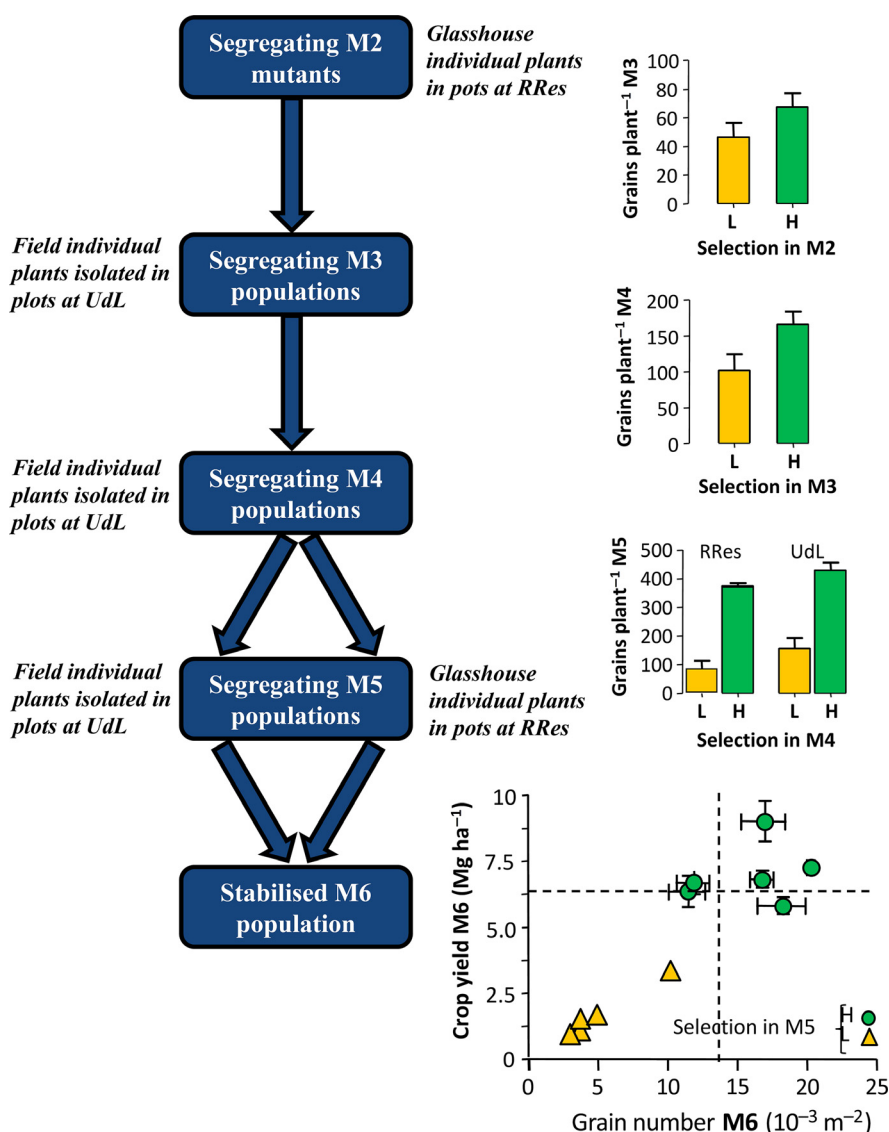 Segregating M2
mutants
Glasshouse
individual plants
in pots at RRes
Field individual
plants isolated in
plots at UdL
Segregating M3
populations
Field individual
plants isolated in
plots at UdL
Segregating M4
populations
Field individual
plants isolated in
plots at UdL
Segregating M5
populations
Glasshouse
individual plants
in pots at RRes
Stabilised M6
population
Grains plant⁻¹ M3
100
80
60
40
20
0
L H
Selection in M2
Grains plant⁻¹ M4
200
150
100
50
0
L H
Selection in M3
Grains plant⁻¹ M5
500
400
300
200
100
0
RRes UdL
L H L H
Selection in M4
Crop yield M6 (Mg ha⁻¹)
10
7.5
5.0
2.5
0
Selection in M5
H
L
0 5 10 15 20 25
Grain number M6 (10⁻³ m⁻²)